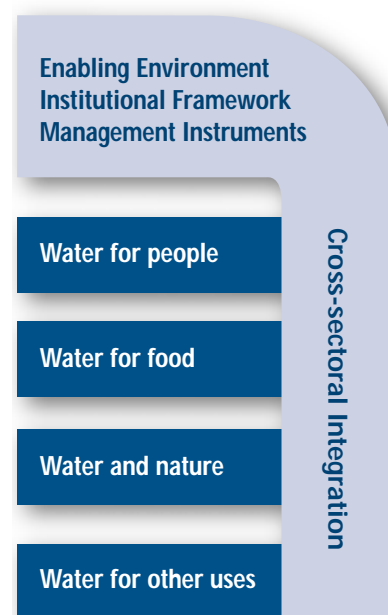 Enabling Environment
Institutional Framework
Management Instruments
Water for people
Water for food
Water and nature
Water for other uses
Cross-sectoral Integration